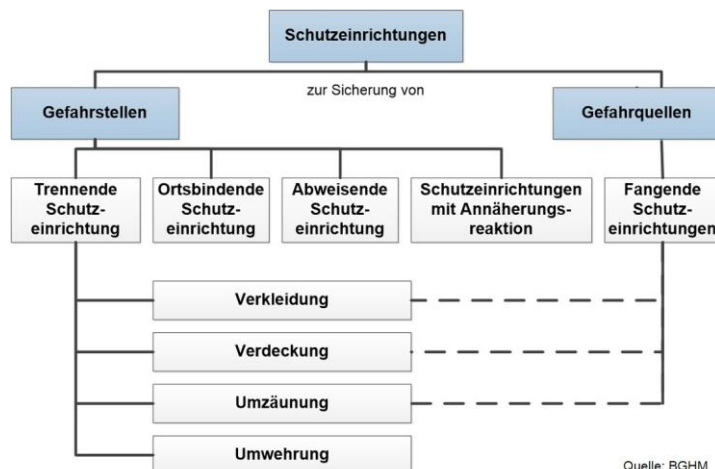 Schutzeinrichtungen
zur Sicherung von
Gefahrstellen
Gefahrquellen
Trennende
Schutz-
einrichtung
Ortsbindende
Schutz-
einrichtung
Abweisende
Schutz-
einrichtung
Schutzeinrichtungen
mit Annäherungs-
reaktion
Fangende
Schutz-
einrichtungen
Verkleidung
Verdeckung
Umzäunung
Umwehrung
Quelle: BGHM